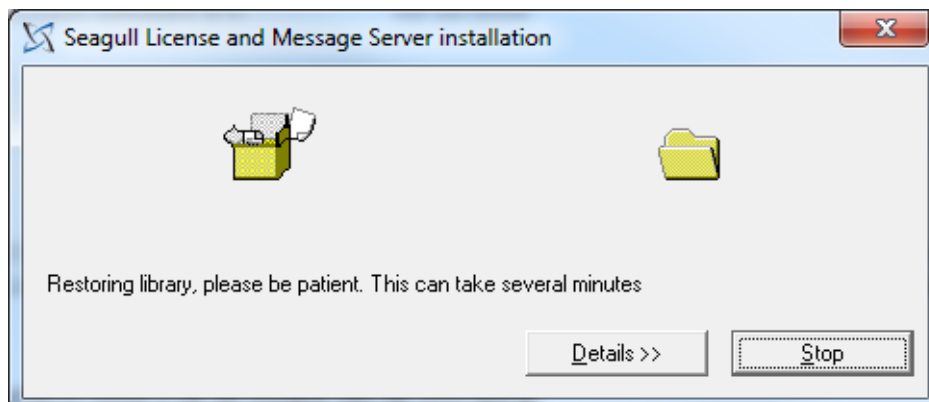 Seagull License and Message Server installation
Restoring library, please be patient. This can take several minutes
Details >>
Stop